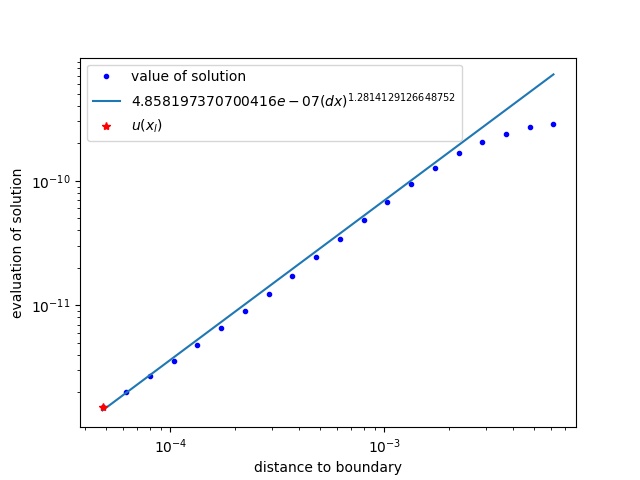 value of solution
4.858197370700416e − 07(dx)^1.2814129126648752
u(x_l)
evaluation of solution
10^−10
10^−11
10^−4
10^−3
distance to boundary